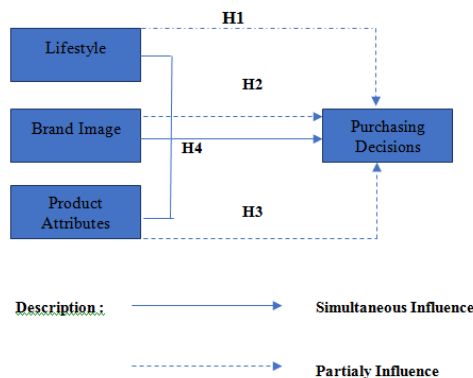 H1
Lifestyle
H2
Brand Image
Purchasing
Decisions
H4
Product
Attributes
H3
Description :
Simultaneous Influence
Partialy Influence